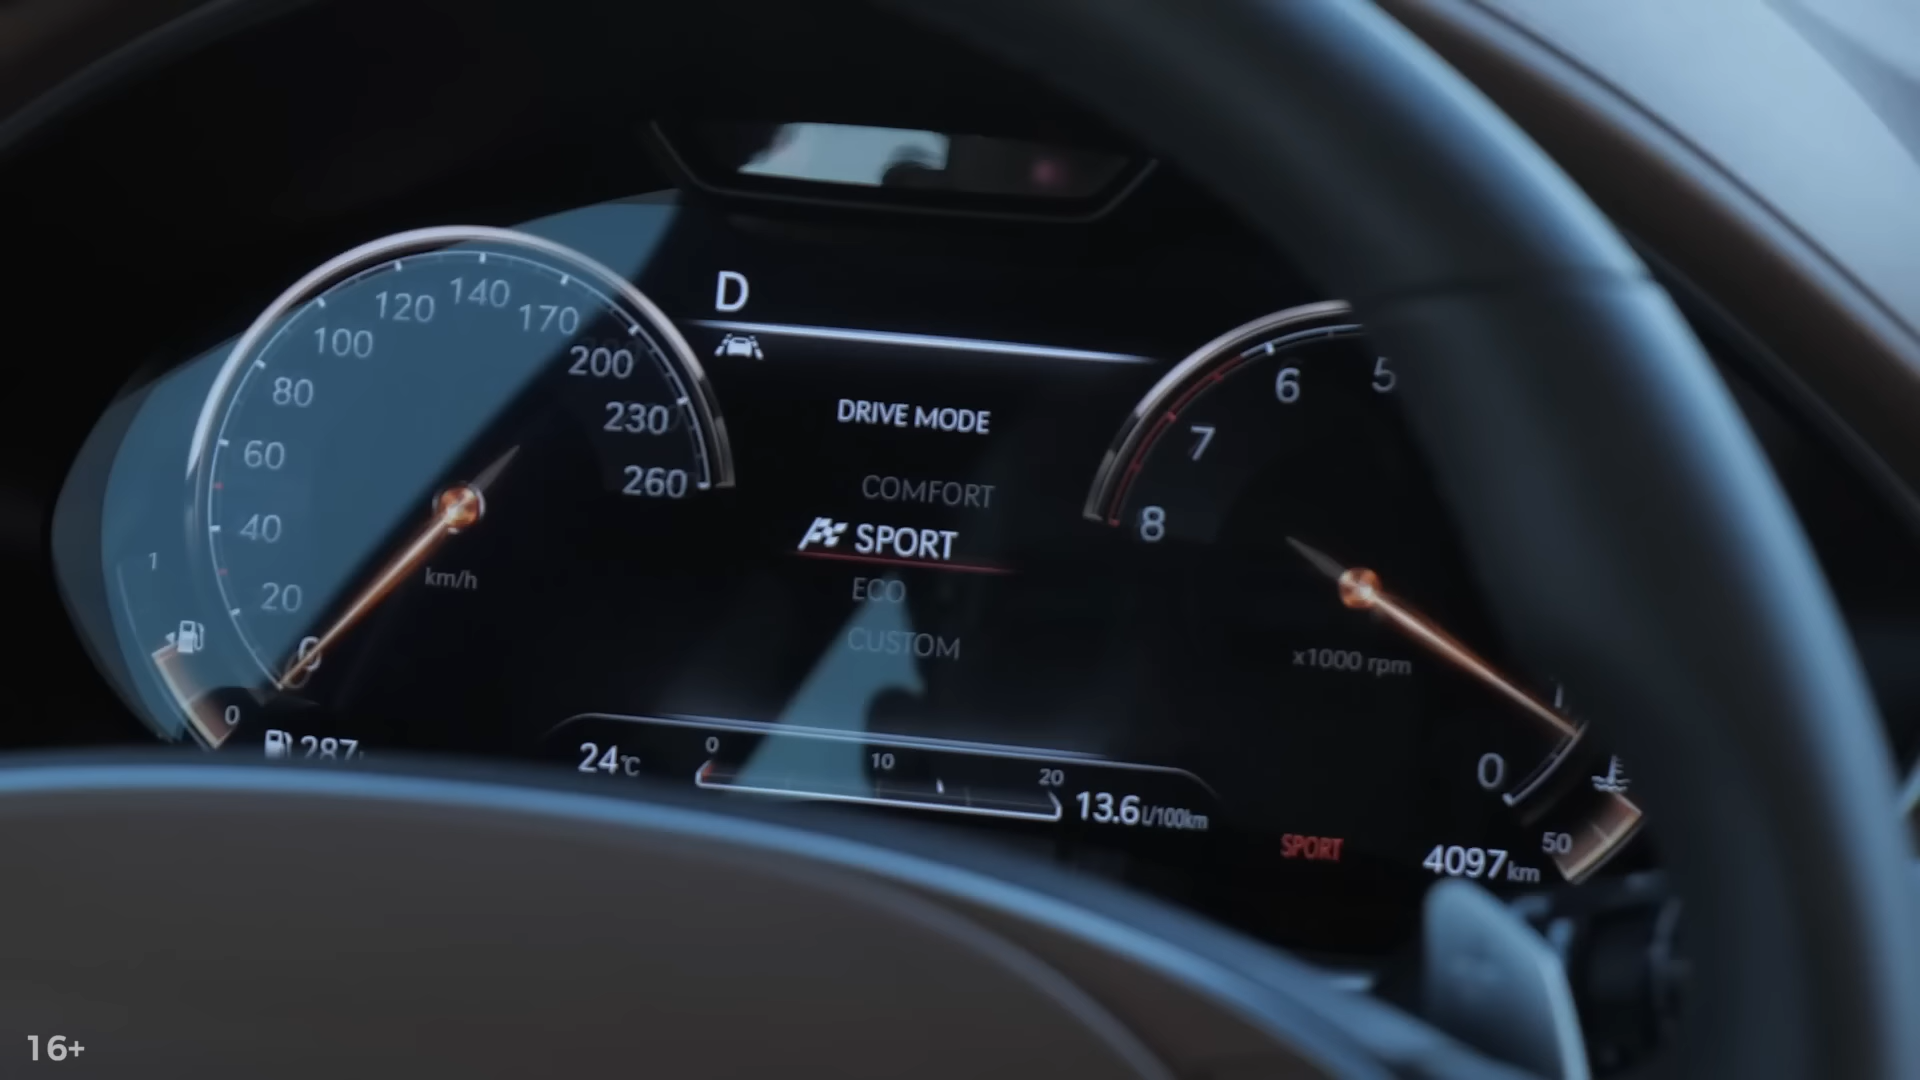 D
140
120
170
100
200
80
230
60
260
40
20
0
km/h
1
0
287
DRIVE MODE
COMFORT
SPORT
ECO
CUSTOM
24°C
0 10 20
13.6 l/100km
5
6
7
8
x1000 rpm
1
0
SPORT
50
4097 km
16+